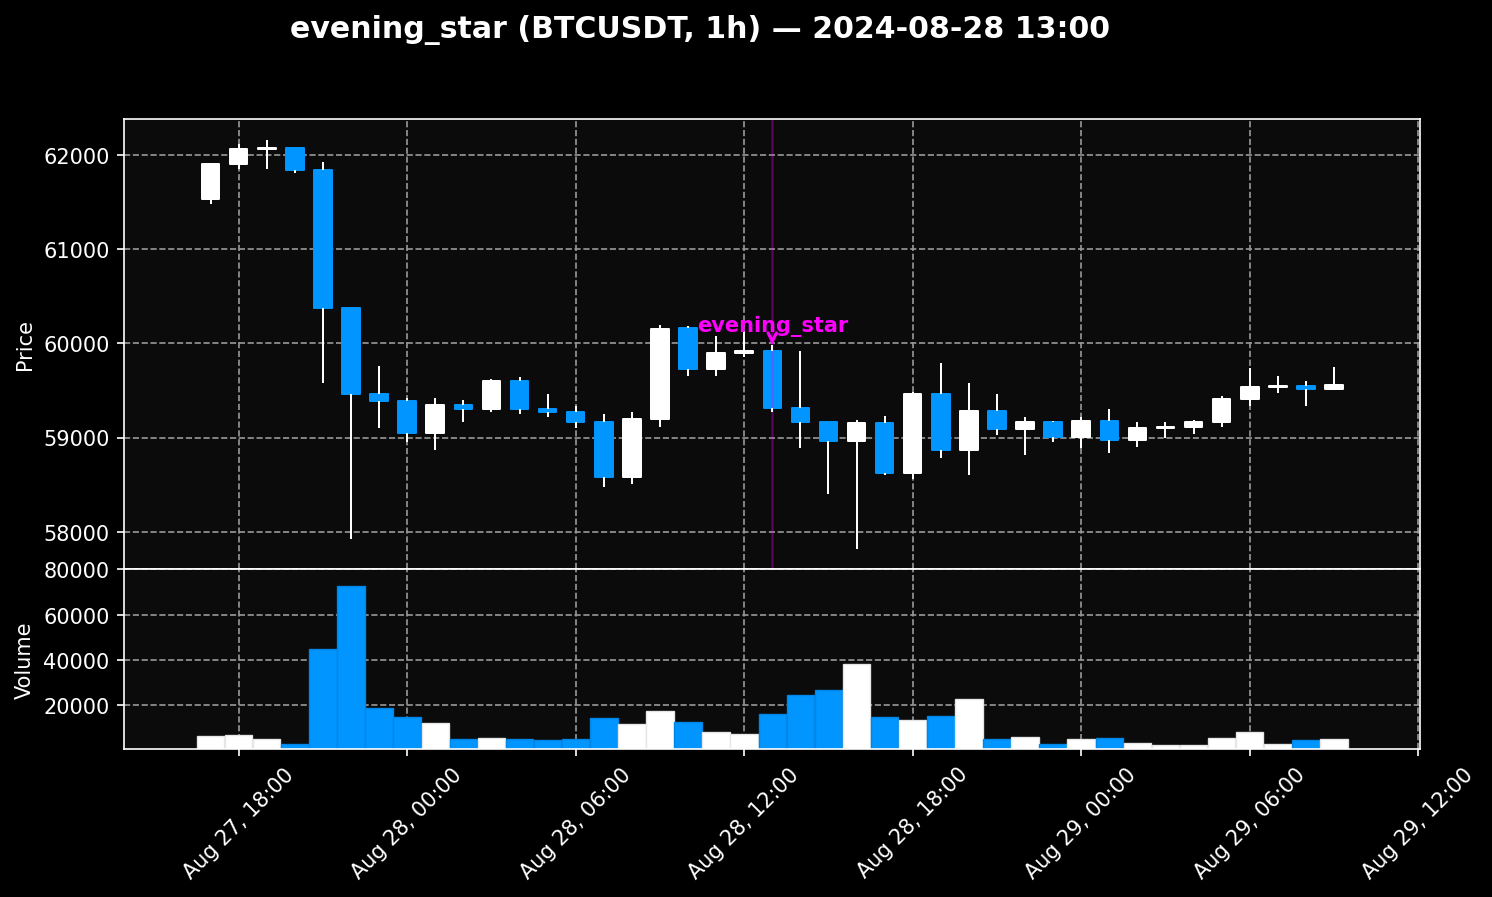 evening_star (BTCUSDT, 1h) — 2024-08-28 13:00
62000
61000
60000
59000
58000
Price
evening_star
80000
60000
40000
20000
Volume
Aug 27, 18:00
Aug 28, 00:00
Aug 28, 06:00
Aug 28, 12:00
Aug 28, 18:00
Aug 29, 00:00
Aug 29, 06:00
Aug 29, 12:00